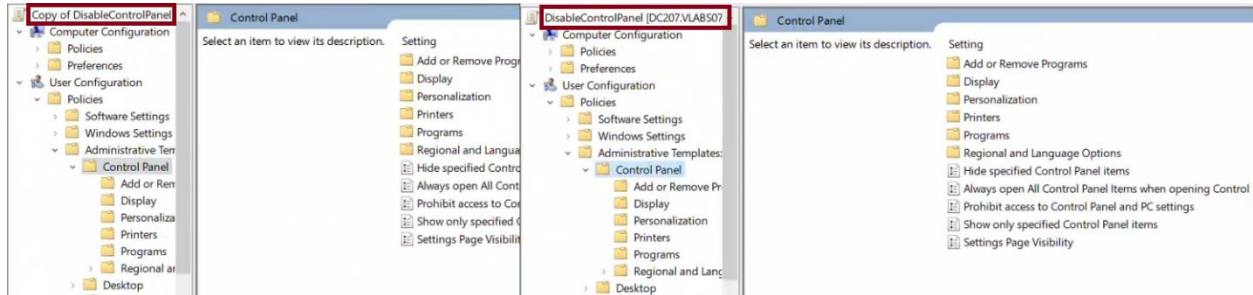 Copy of DisableControlPanel
Computer Configuration
Policies
Preferences
User Configuration
Policies
Software Settings
Windows Settings
Administrative Tem
Control Panel
Add or Rem
Display
Personaliza
Printers
Programs
Regional an
Desktop
Control Panel
Select an item to view its description.
Setting
Add or Remove Progr
Display
Personalization
Printers
Programs
Regional and Langua
Hide specified Contro
Always open All Cont
Prohibit access to Con
Show only specified C
Settings Page Visibilit
DisableControlPanel [DC207.VLABS07
Computer Configuration
Policies
Preferences
User Configuration
Policies
Software Settings
Windows Settings
Administrative Templates:
Control Panel
Add or Remove Pr
Display
Personalization
Printers
Programs
Regional and Lang
Desktop
Control Panel
Select an item to view its description.
Setting
Add or Remove Programs
Display
Personalization
Printers
Programs
Regional and Language Options
Hide specified Control Panel items
Always open All Control Panel Items when opening Control
Prohibit access to Control Panel and PC settings
Show only specified Control Panel items
Settings Page Visibility